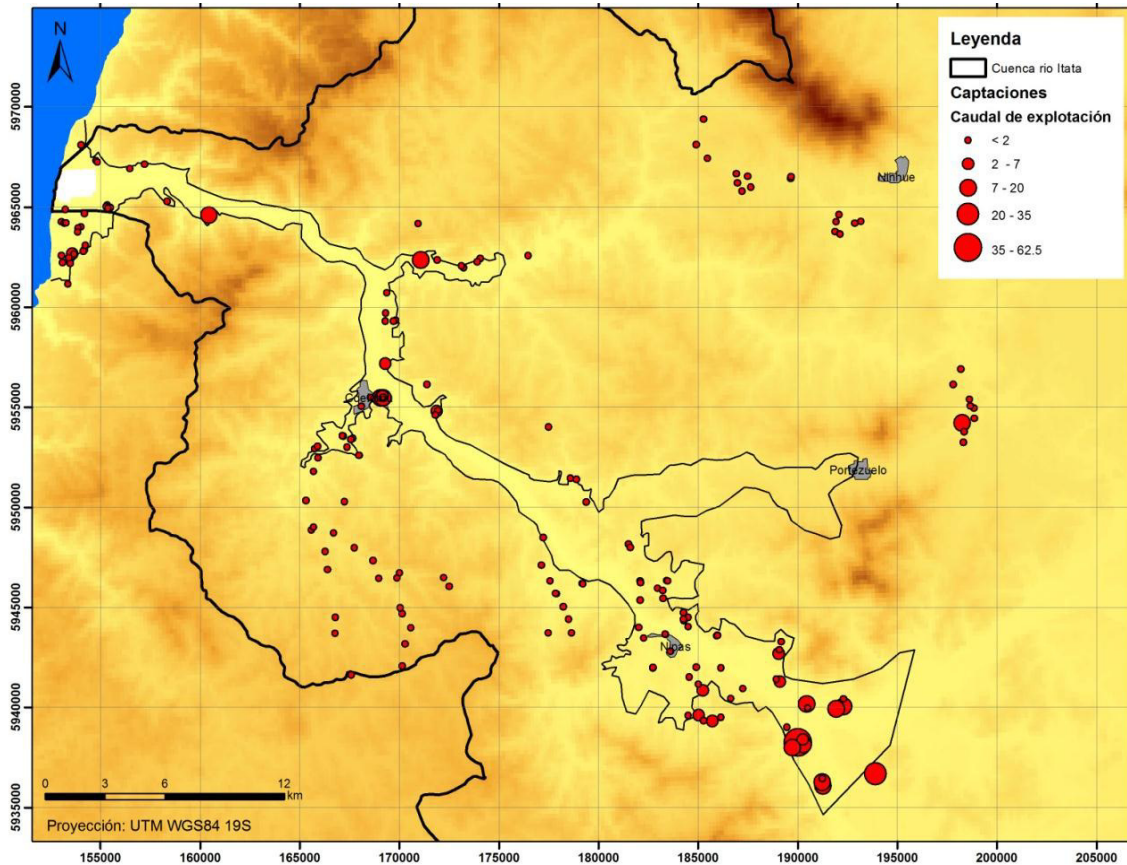 N
Leyenda
Cuenca rio Itata
Captaciones
Caudal de explotación
< 2
2 - 7
7 - 20
20 - 35
35 - 62.5
5970000
5965000
5960000
5955000
5950000
5945000
5940000
5935000
Ninhue
Portezuelo
Ñipas
0 3 6 12
km
Proyección: UTM WGS84 19S
155000 160000 165000 170000 175000 180000 185000 190000 195000 200000 205000